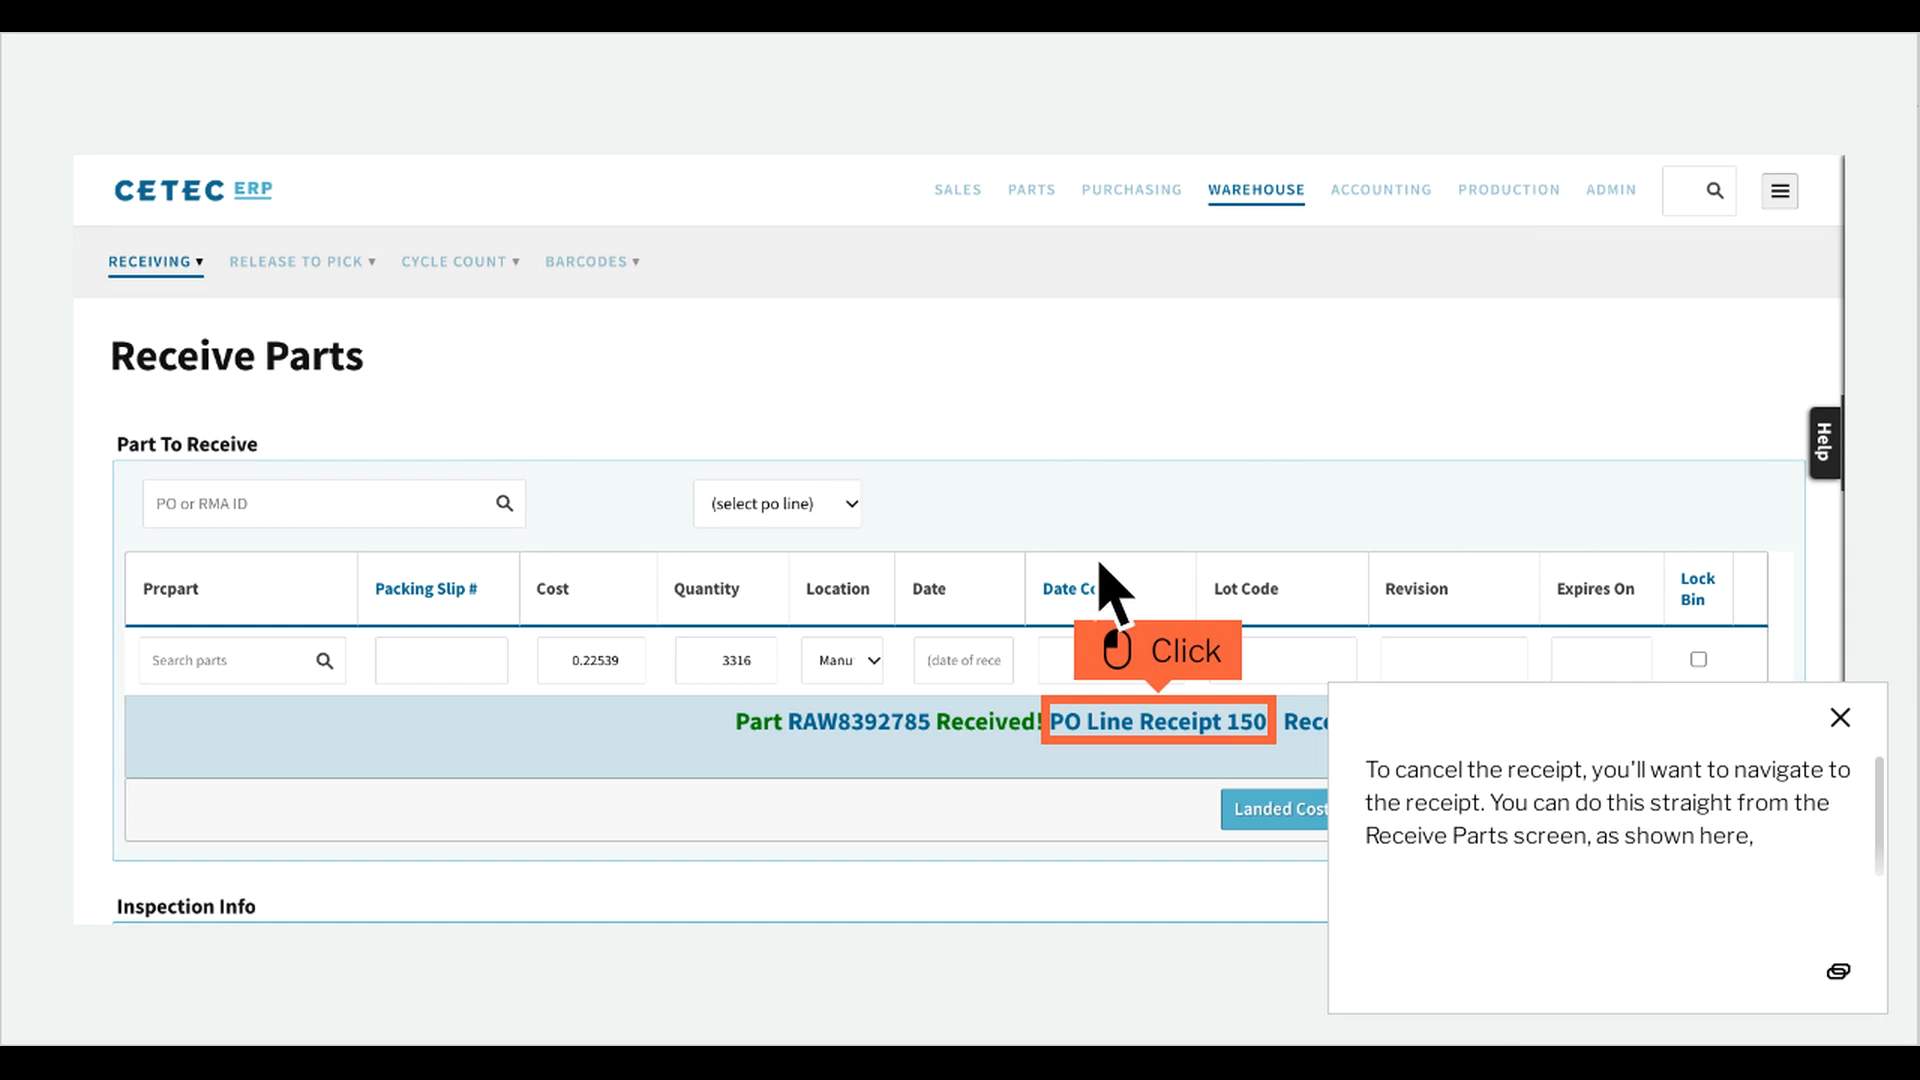 CETEC ERP
SALES PARTS PURCHASING WAREHOUSE ACCOUNTING PRODUCTION ADMIN
RECEIVING ▾ RELEASE TO PICK ▾ CYCLE COUNT ▾ BARCODES ▾
Receive Parts
Help
Part To Receive
PO or RMA ID (select po line)
Prcpart Packing Slip # Cost Quantity Location Date Date Co Lot Code Revision Expires On Lock Bin
Search parts 0.22539 3316 Manu (date of rece
Click
Part RAW8392785 Received! PO Line Receipt 150 Rece
Landed Cost
To cancel the receipt, you'll want to navigate to
the receipt. You can do this straight from the
Receive Parts screen, as shown here,
Inspection Info